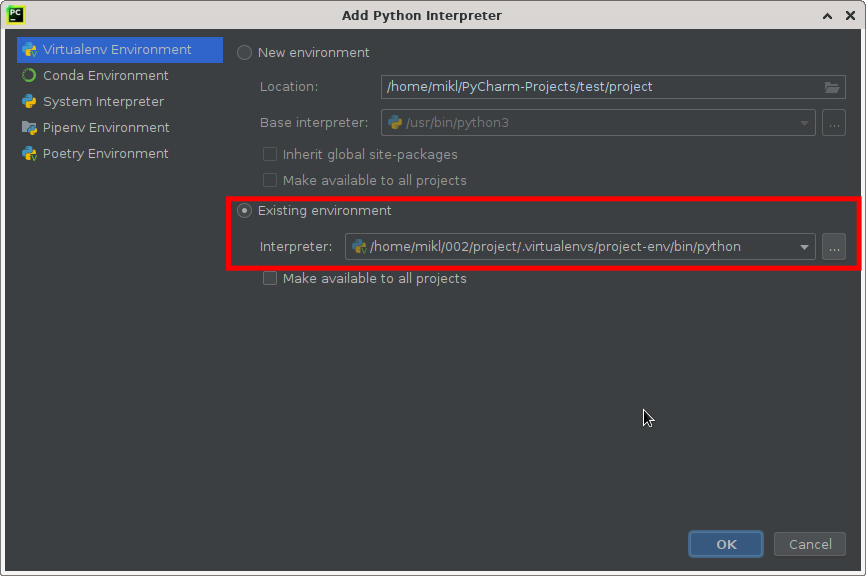 PC
Add Python Interpreter
Virtualenv Environment
Conda Environment
System Interpreter
Pipenv Environment
Poetry Environment
New environment
Location: /home/mikl/PyCharm-Projects/test/project
Base interpreter: /usr/bin/python3 ...
Inherit global site-packages
Make available to all projects
Existing environment
Interpreter: /home/mikl/002/project/.virtualenvs/project-env/bin/python ...
Make available to all projects
OK Cancel